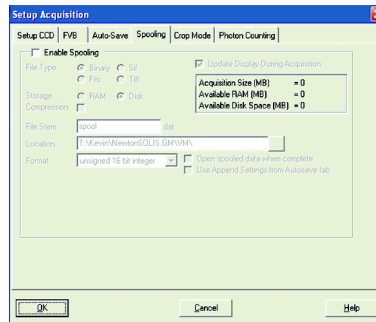 Setup Acquisition
Setup CCD FVB Auto-Save Spooling Crop Mode Photon Counting
Enable Spooling
File Type Binary Sif Update Display During Acquisition
Fits Tiff
Acquisition Size (MB) = 0
Storage RAM Disk Available RAM (MB) = 0
Compression Available Disk Space (MB) = 0
File Stem spool .dat
Location T:\Kevin\NewtonSOLIS.GM\VM\
Format unsigned 16 bit integer Open spooled data when complete
Use Append Settings from Autosave tab
OK Cancel Help